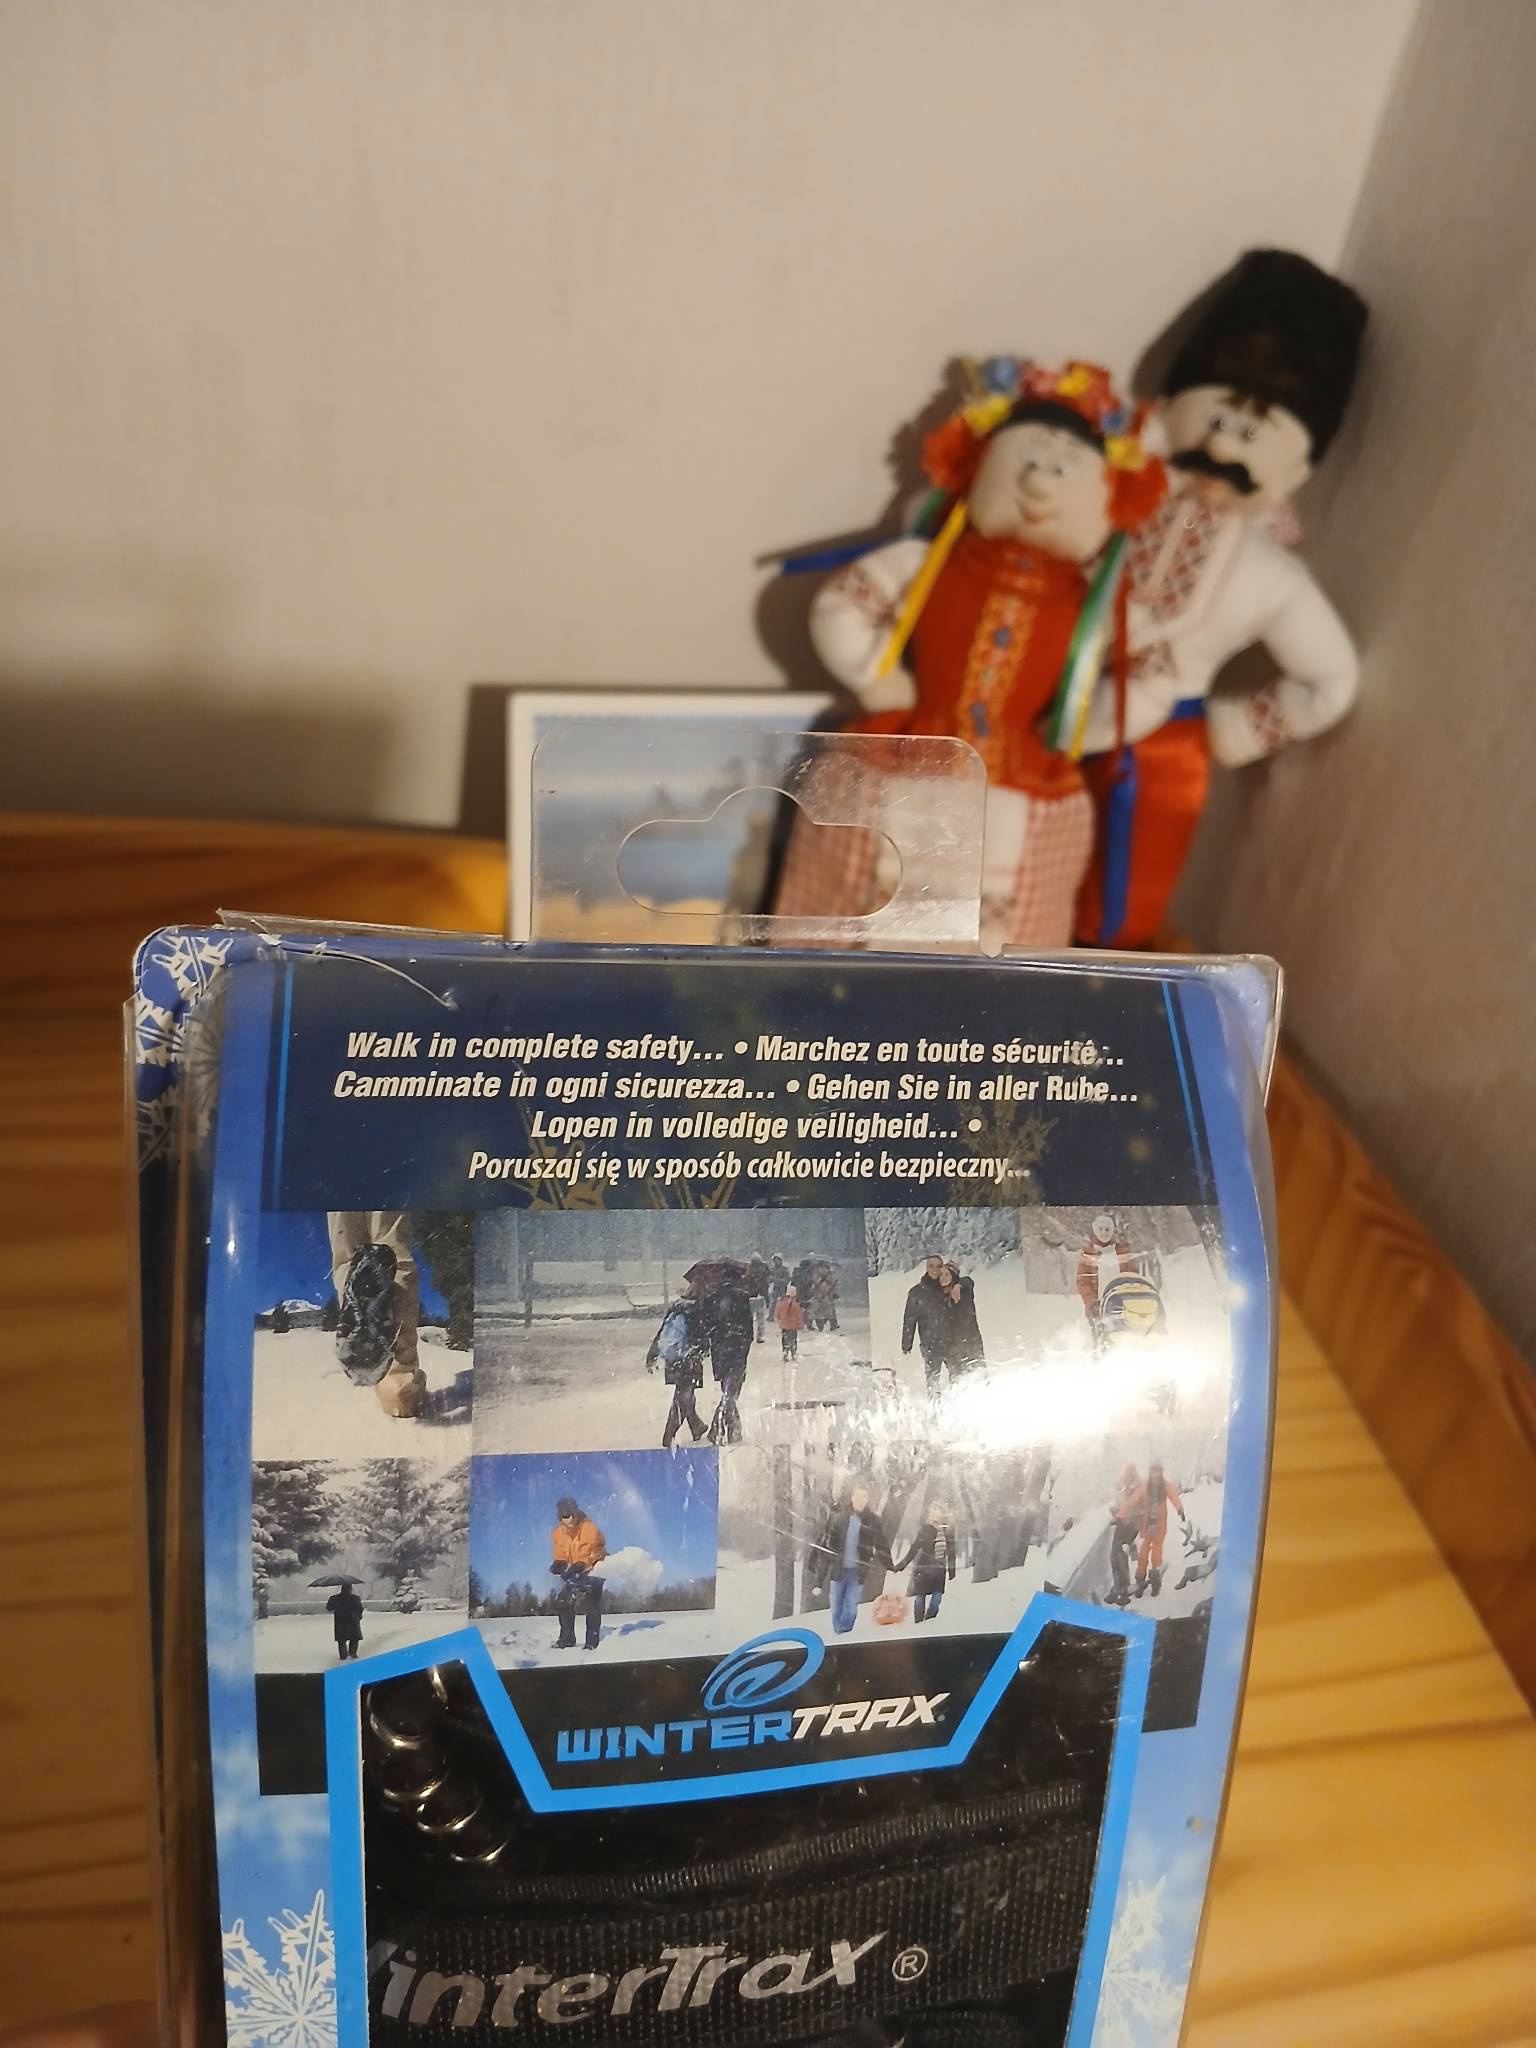 Walk in complete safety... • Marchez en toute sécurité...
Camminate in ogni sicurezza... • Gehen Sie in aller Ruhe...
Lopen in volledige veiligheid... •
Poruszaj się w sposób całkowicie bezpieczny...
WINTERTRAX
WinterTrax®